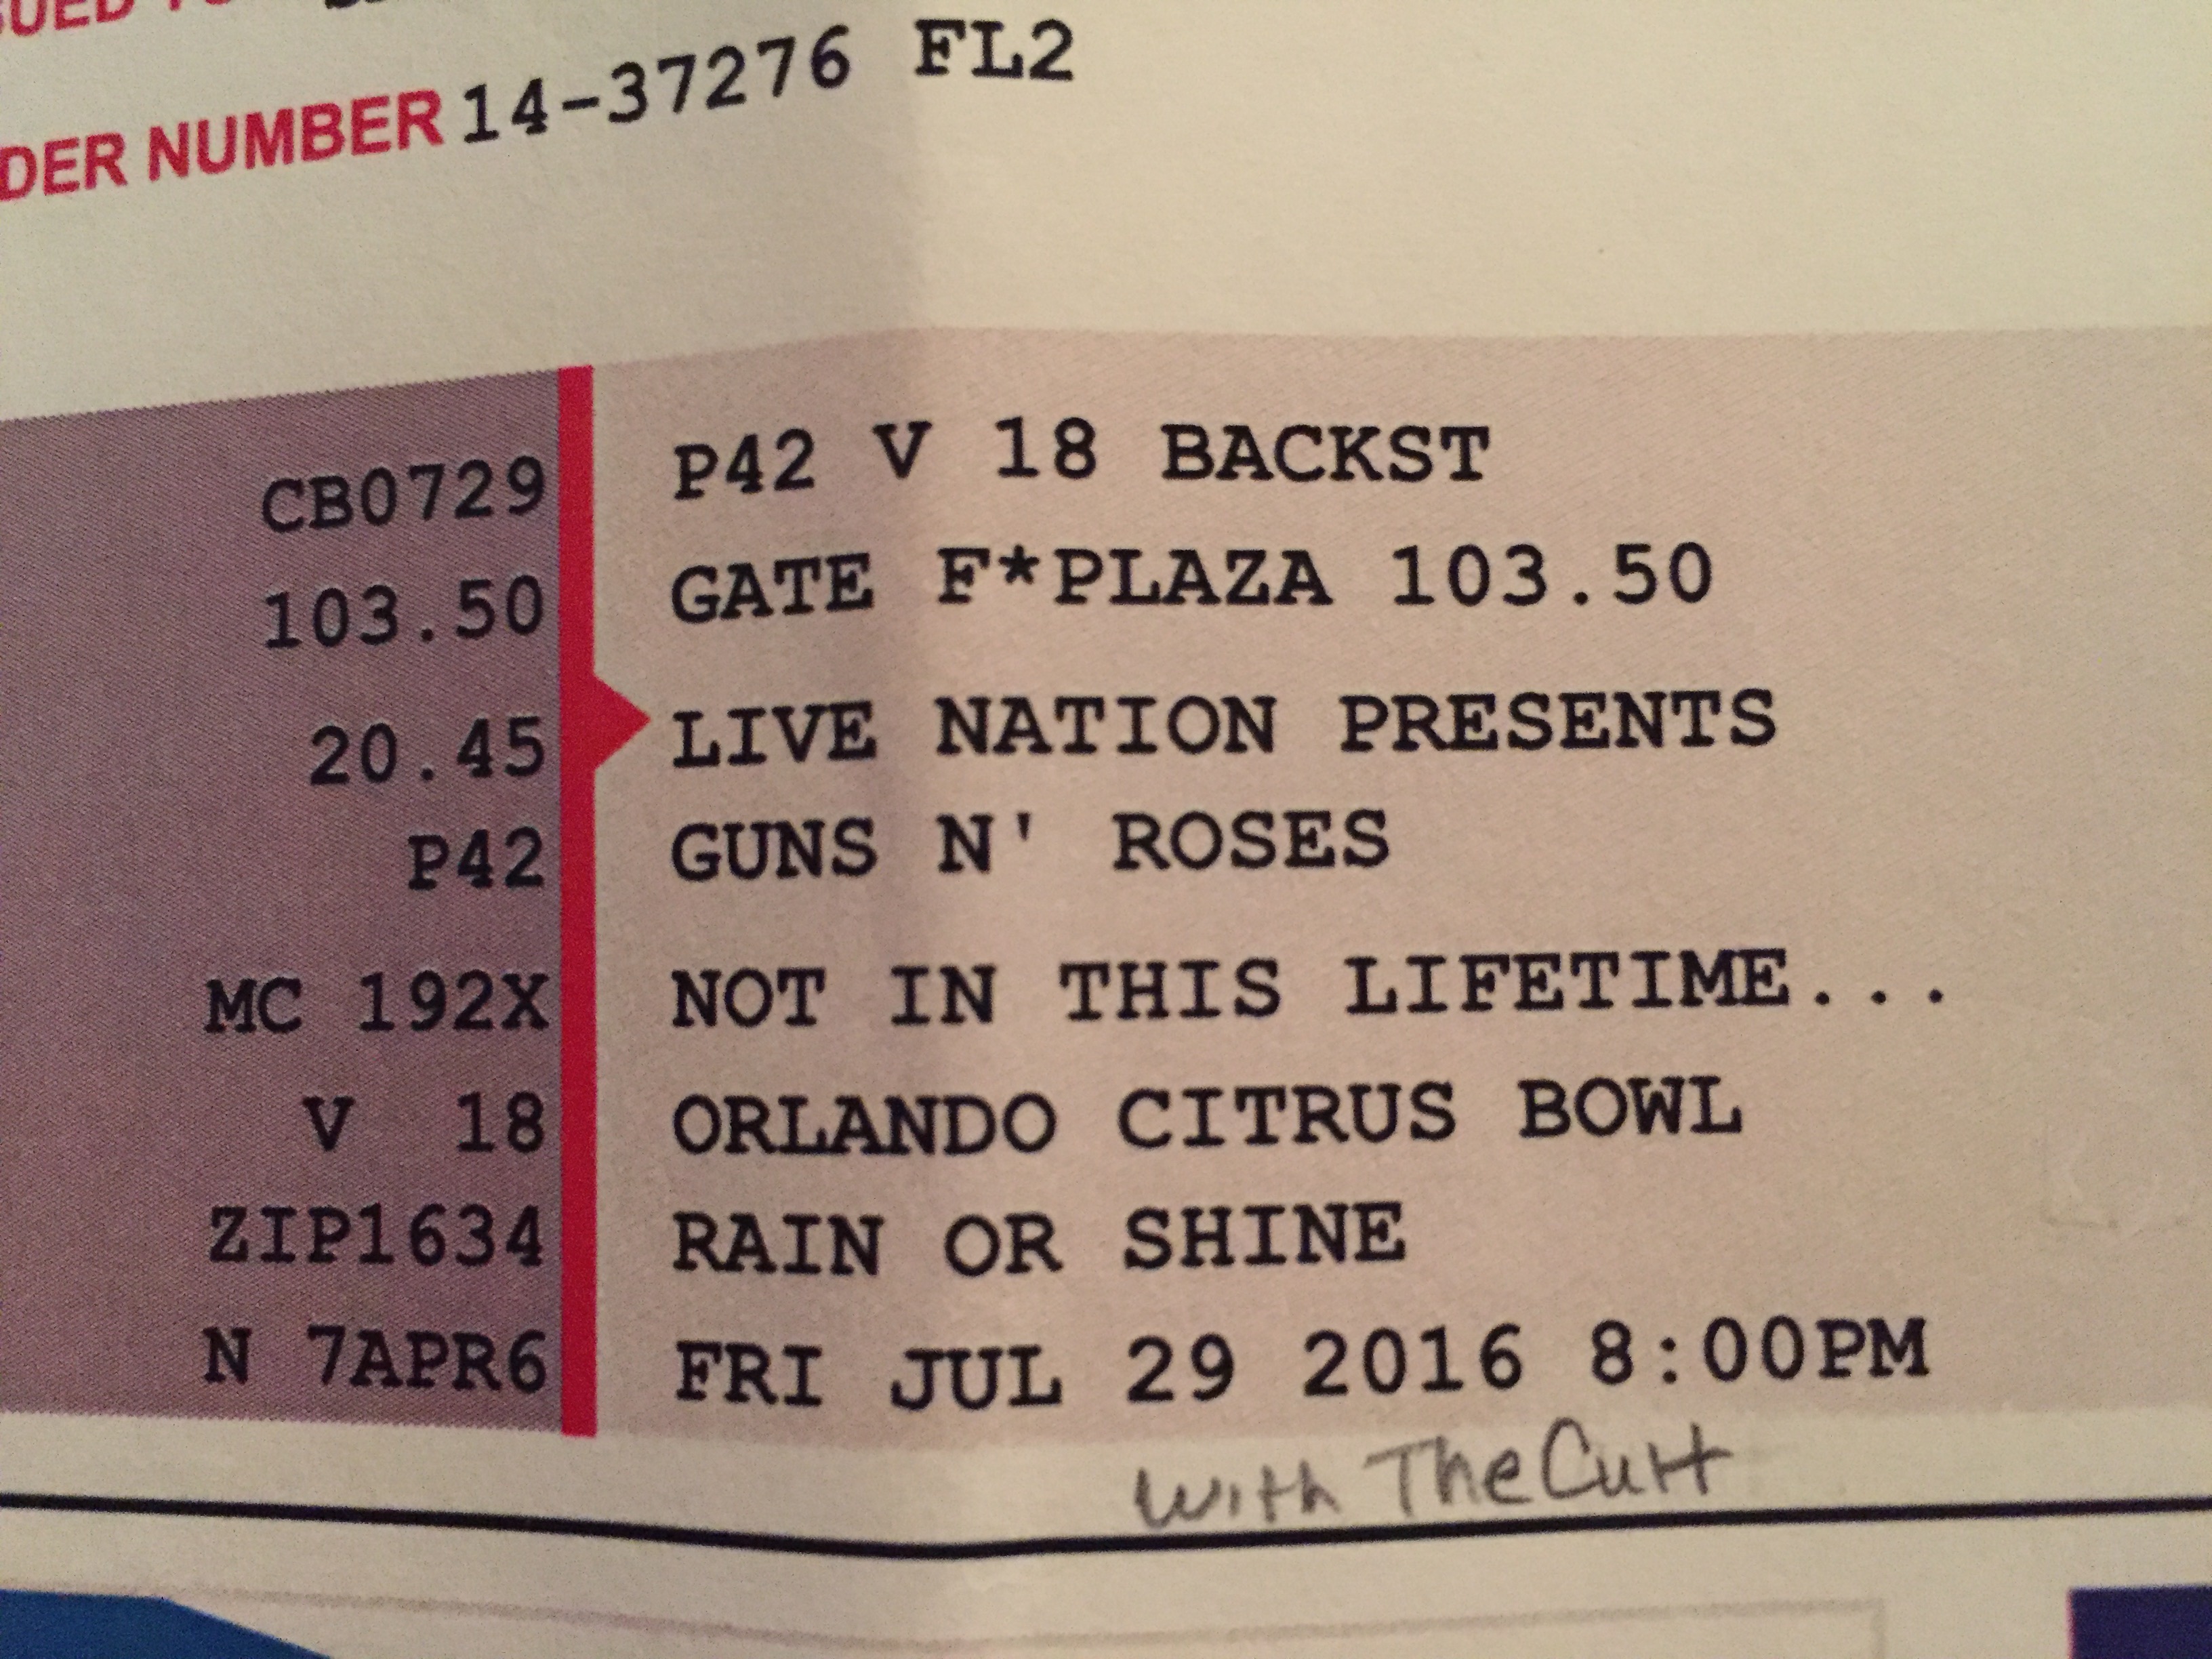 DER NUMBER 14-37276 FL2
CB0729
103.50
20.45
P42
MC 192X
V 18
ZIP1634
N 7APR6
P42 V 18 BACKST
GATE F*PLAZA 103.50
LIVE NATION PRESENTS
GUNS N' ROSES
NOT IN THIS LIFETIME...
ORLANDO CITRUS BOWL
RAIN OR SHINE
FRI JUL 29 2016 8:00PM
with The Cult